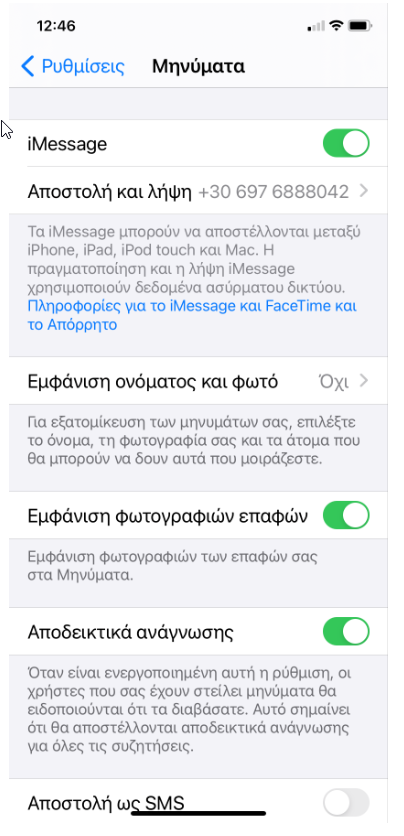 12:46
Ρυθμίσεις Μηνύματα
iMessage
Αποστολή και λήψη +30 697 6888042
Τα iMessage μπορούν να αποστέλλονται μεταξύ
iPhone, iPad, iPod touch και Mac. Η
πραγματοποίηση και η λήψη iMessage
χρησιμοποιούν δεδομένα ασύρματου δικτύου.
Πληροφορίες για το iMessage και FaceTime και
το Απόρρητο
Εμφάνιση ονόματος και φωτό Όχι
Για εξατομίκευση των μηνυμάτων σας, επιλέξτε
το όνομα, τη φωτογραφία σας και τα άτομα που
θα μπορούν να δουν αυτά που μοιράζεστε.
Εμφάνιση φωτογραφιών επαφών
Εμφάνιση φωτογραφιών των επαφών σας
στα Μηνύματα.
Αποδεικτικά ανάγνωσης
Όταν είναι ενεργοποιημένη αυτή η ρύθμιση, οι
χρήστες που σας έχουν στείλει μηνύματα θα
ειδοποιούνται ότι τα διαβάσατε. Αυτό σημαίνει
ότι θα αποστέλλονται αποδεικτικά ανάγνωσης
για όλες τις συζητήσεις.
Αποστολή ως SMS